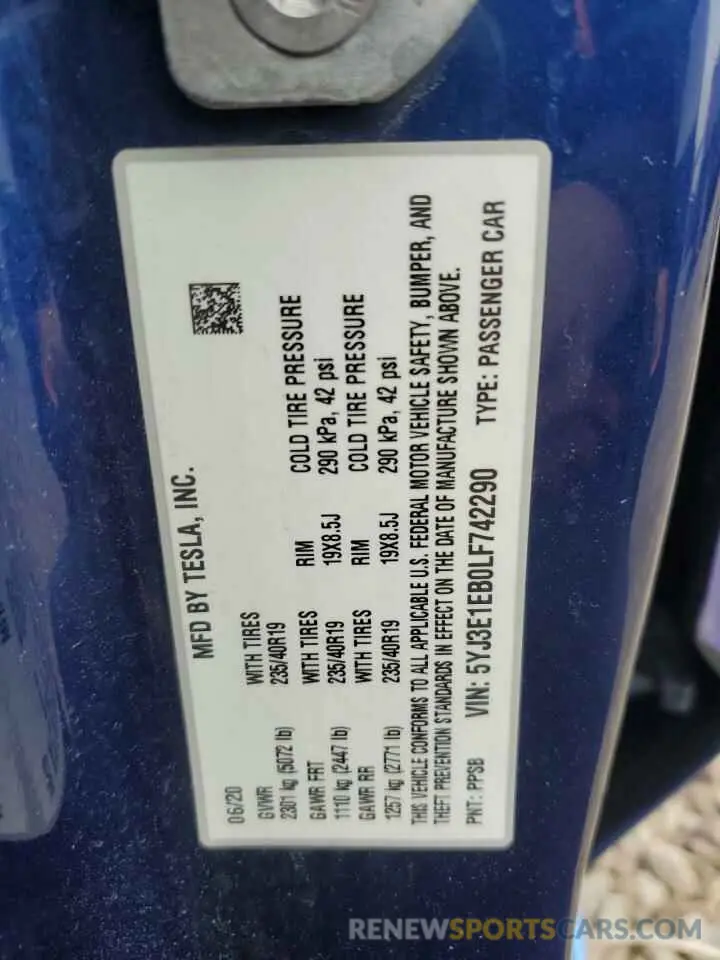 MFD BY TESLA, INC.
06/20
GVWR WITH TIRES RIM COLD TIRE PRESSURE
2301 kg (5072 lb) 235/40R19 19X8.5J 290 kPa, 42 psi
GAWR FRT WITH TIRES RIM COLD TIRE PRESSURE
1110 kg (2447 lb) 235/40R19 19X8.5J 290 kPa, 42 psi
GAWR RR
1257 kg (2771 lb) 235/40R19 19X8.5J
THIS VEHICLE CONFORMS TO ALL APPLICABLE U.S. FEDERAL MOTOR VEHICLE SAFETY, BUMPER, AND
THEFT PREVENTION STANDARDS IN EFFECT ON THE DATE OF MANUFACTURE SHOWN ABOVE.
PNT: PPSB VIN: 5YJ3E1EB0LF742290 TYPE: PASSENGER CAR
RENEWSPORTSCARS.COM